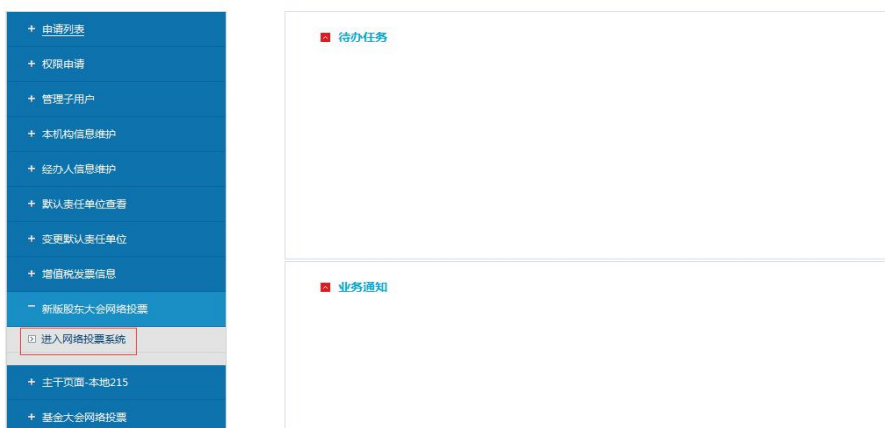 申请列表
权限申请
管理子用户
本机构信息维护
经办人信息维护
默认责任单位查看
变更默认责任单位
增值税发票信息
新版股东大会网络投票
进入网络投票系统
主干页面-本地215
基金大会网络投票
待办任务
业务通知